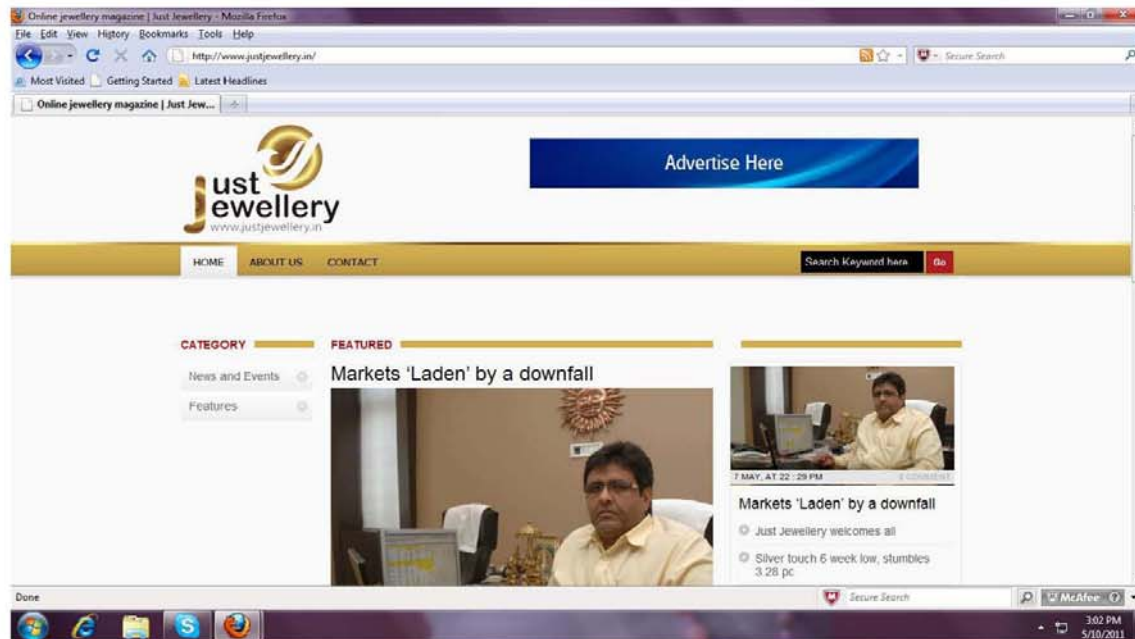 Online jewellery magazine | Just Jewellery - Mozilla Firefox
File Edit View History Bookmarks Tools Help
http://www.justjewellery.in/
Secure Search
Most Visited Getting Started Latest Headlines
Online jewellery magazine | Just Jew...
Just
Jewellery
www.justjewellery.in
Advertise Here
HOME ABOUT US CONTACT
Search Keyword here Go
CATEGORY
News and Events
Features
FEATURED
Markets ‘Laden’ by a downfall
7 MAY, AT 22 : 29 PM
COMMENT
Markets ‘Laden’ by a downfall
Just Jewellery welcomes all
Silver touch 6 week low, stumbles
3.28 pc
Done
Secure Search
McAfee
3:02 PM
5/10/2011